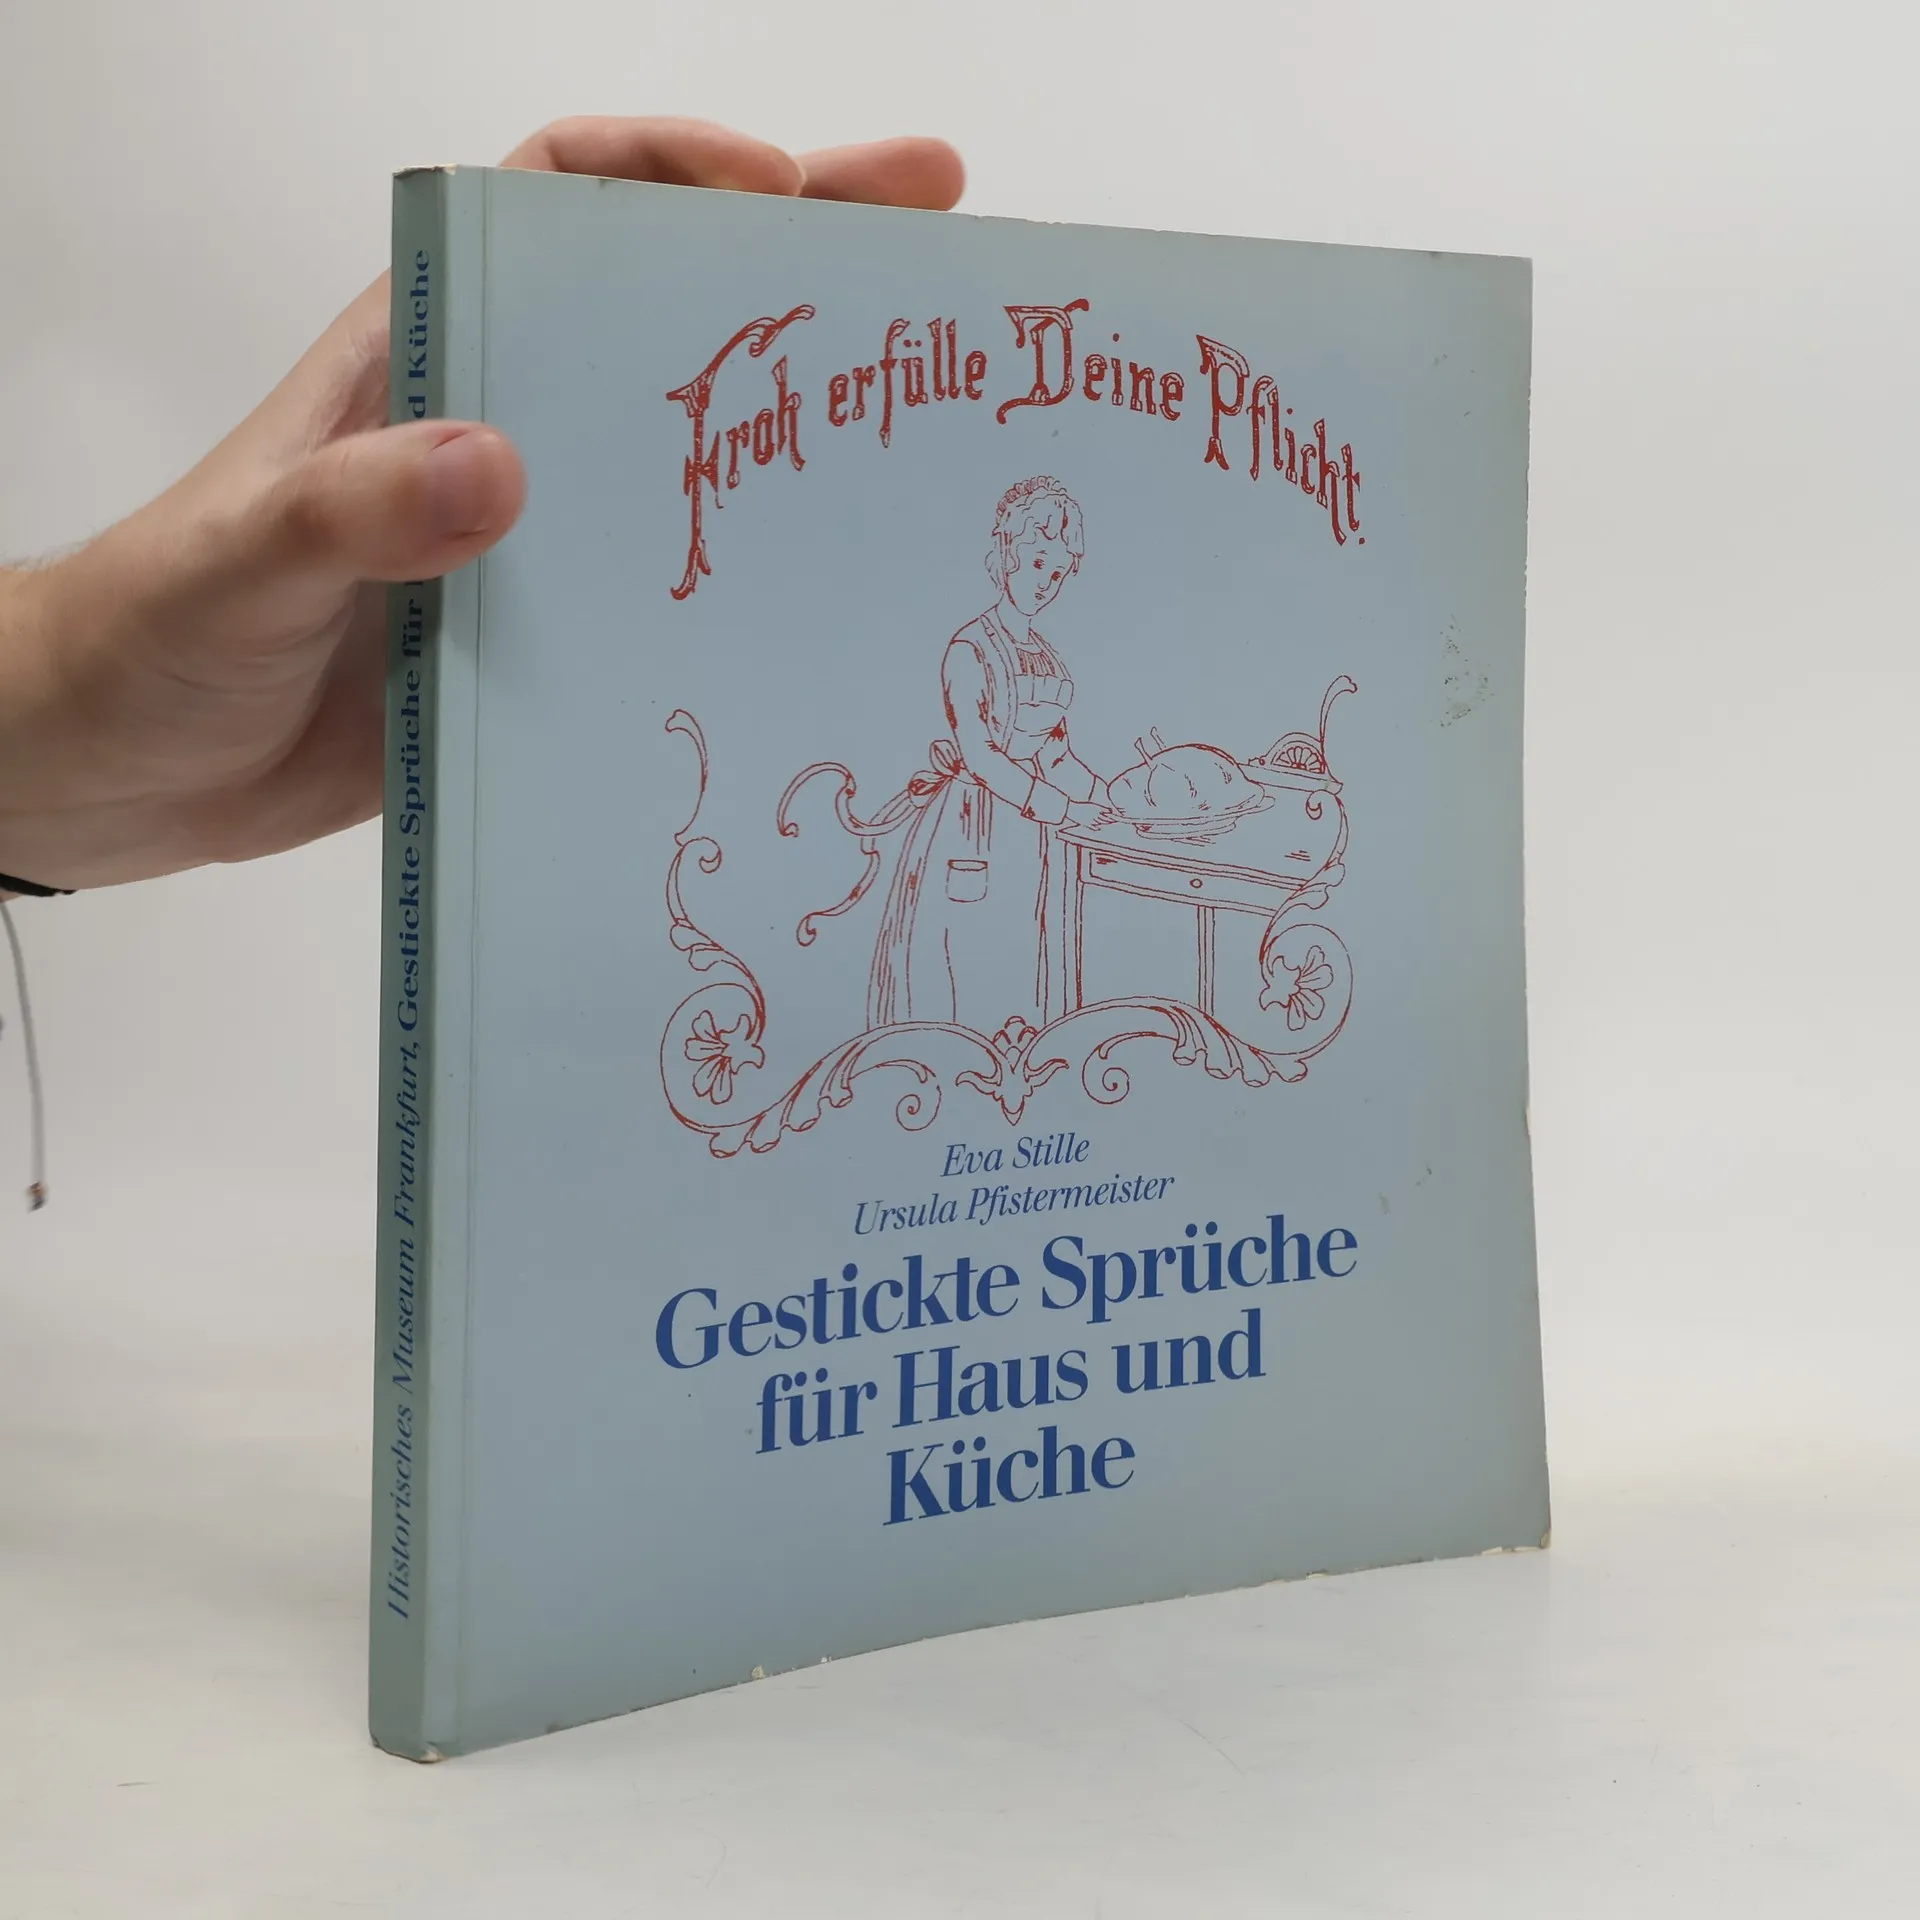 Froh erfülle Deine Pflicht.
Eva Stille
Ursula Pfistermeister
Gestickte Sprüche
für Haus und
Küche
Historisches Museum Frankfurt, Gestickte Sprüche für d Küche